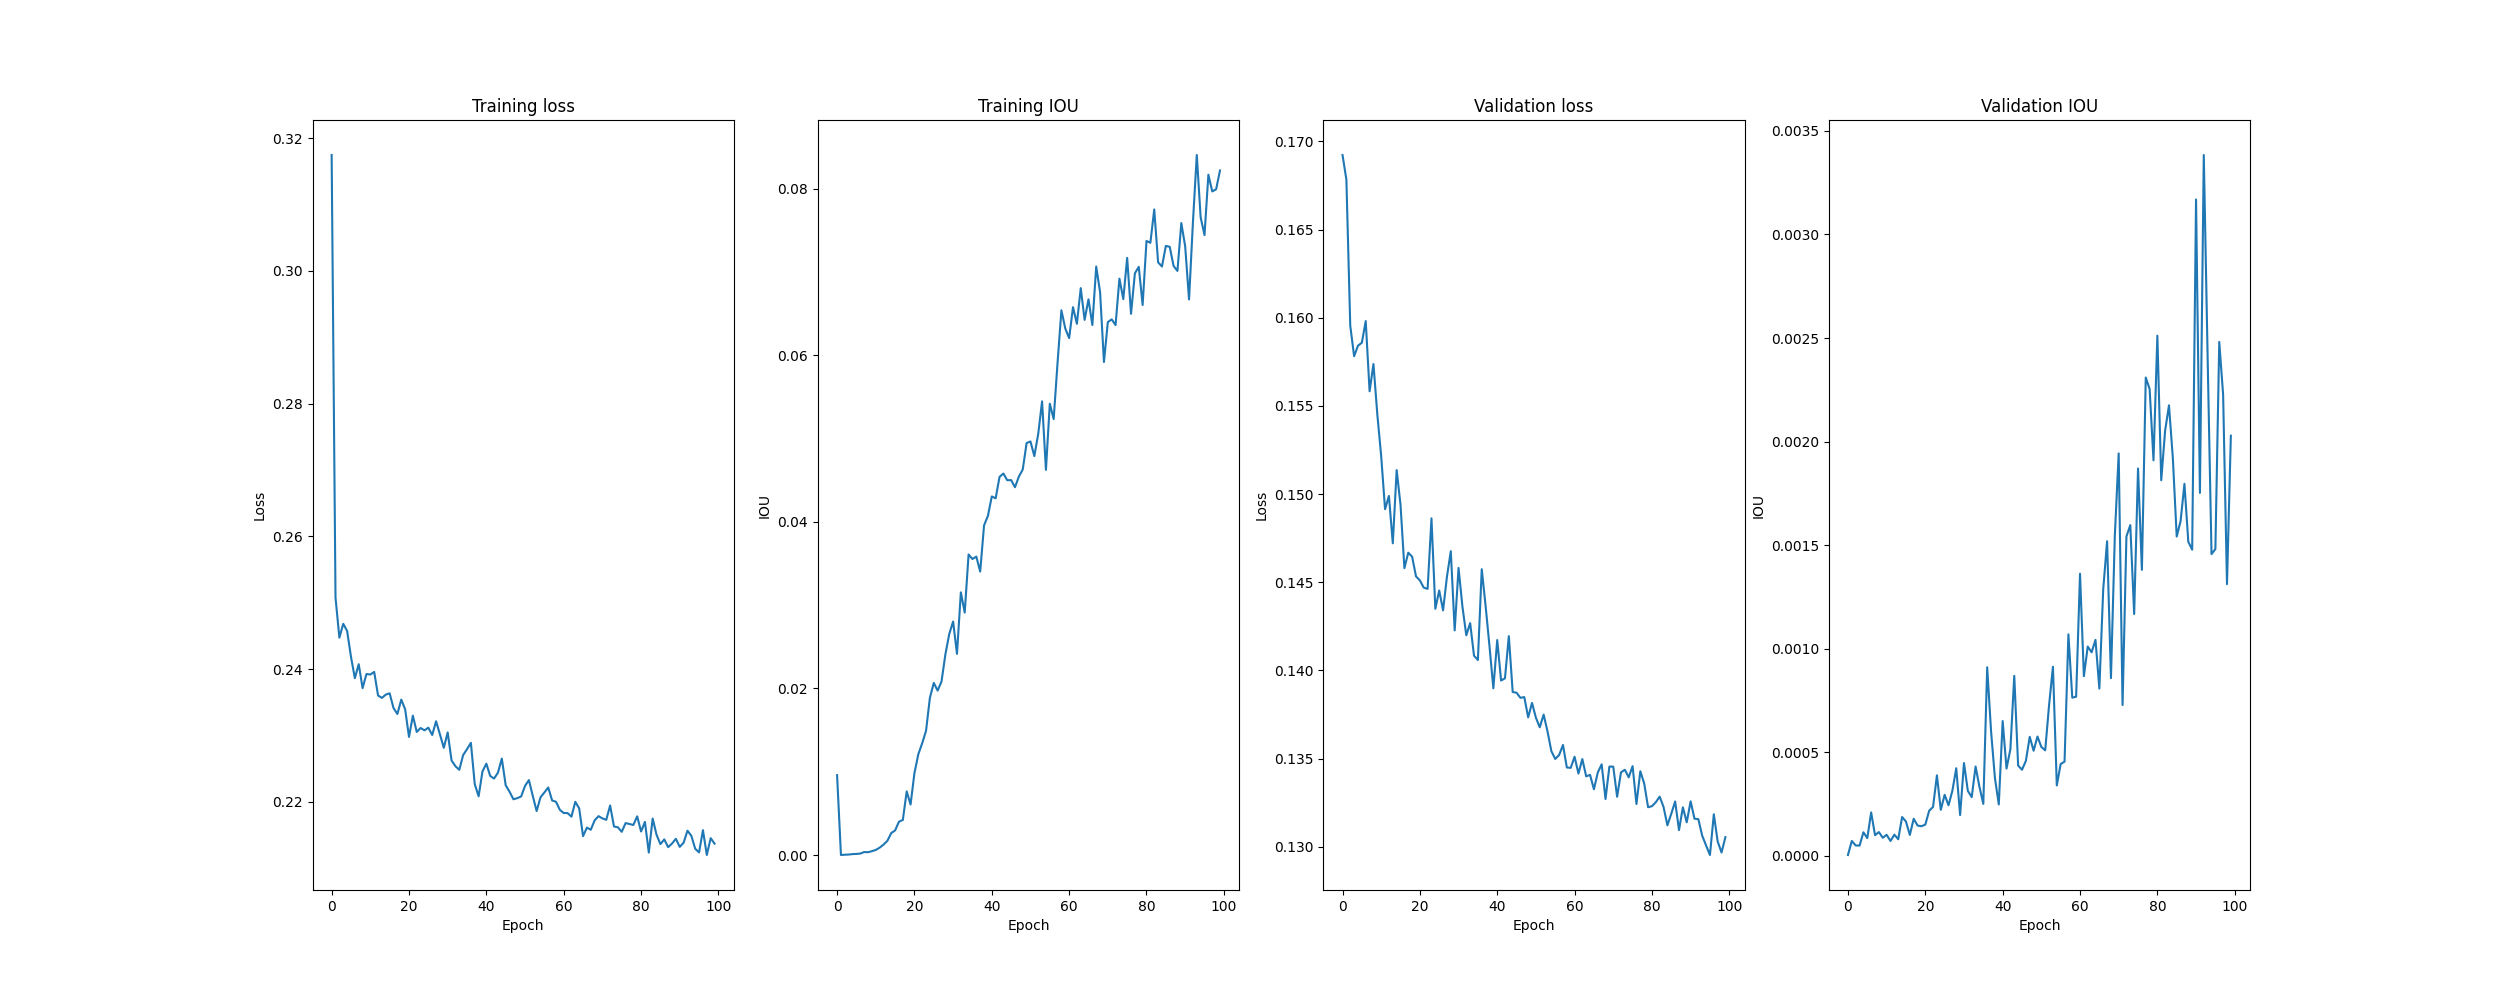 Training loss
Loss
0.32
0.30
0.28
0.26
0.24
0.22
0 20 40 60 80 100
Epoch
Training IOU
IOU
0.08
0.06
0.04
0.02
0.00
0 20 40 60 80 100
Epoch
Validation loss
Loss
0.170
0.165
0.160
0.155
0.150
0.145
0.140
0.135
0.130
0 20 40 60 80 100
Epoch
Validation IOU
IOU
0.0035
0.0030
0.0025
0.0020
0.0015
0.0010
0.0005
0.0000
0 20 40 60 80 100
Epoch